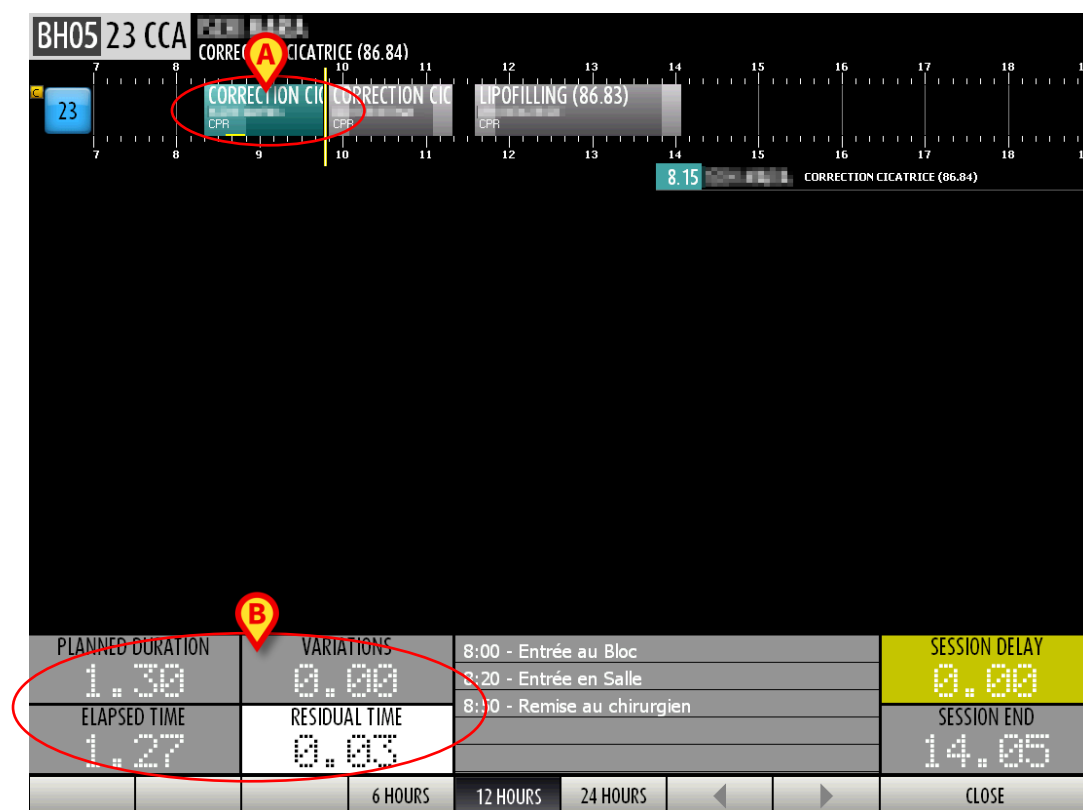 BH05 23 CCA
CORRE CICATRICE (86.84)
A
7 8 10 11 12 13 14 15 16 17 18 1
C
23
CORRECTION CIC CORRECTION CIC LIPOFILLING (86.83)
CPR CPR CPR
7 8 9 10 11 12 13 14 15 16 17 18 1
8.15 CORRECTION CICATRICE (86.84)
B
PLANNED DURATION VARIATIONS 8:00 - Entrée au Bloc SESSION DELAY
1.30 0.00 8:20 - Entrée en Salle 0.00
ELAPSED TIME RESIDUAL TIME 8:50 - Remise au chirurgien SESSION END
1.27 0.03 14.05
6 HOURS 12 HOURS 24 HOURS CLOSE